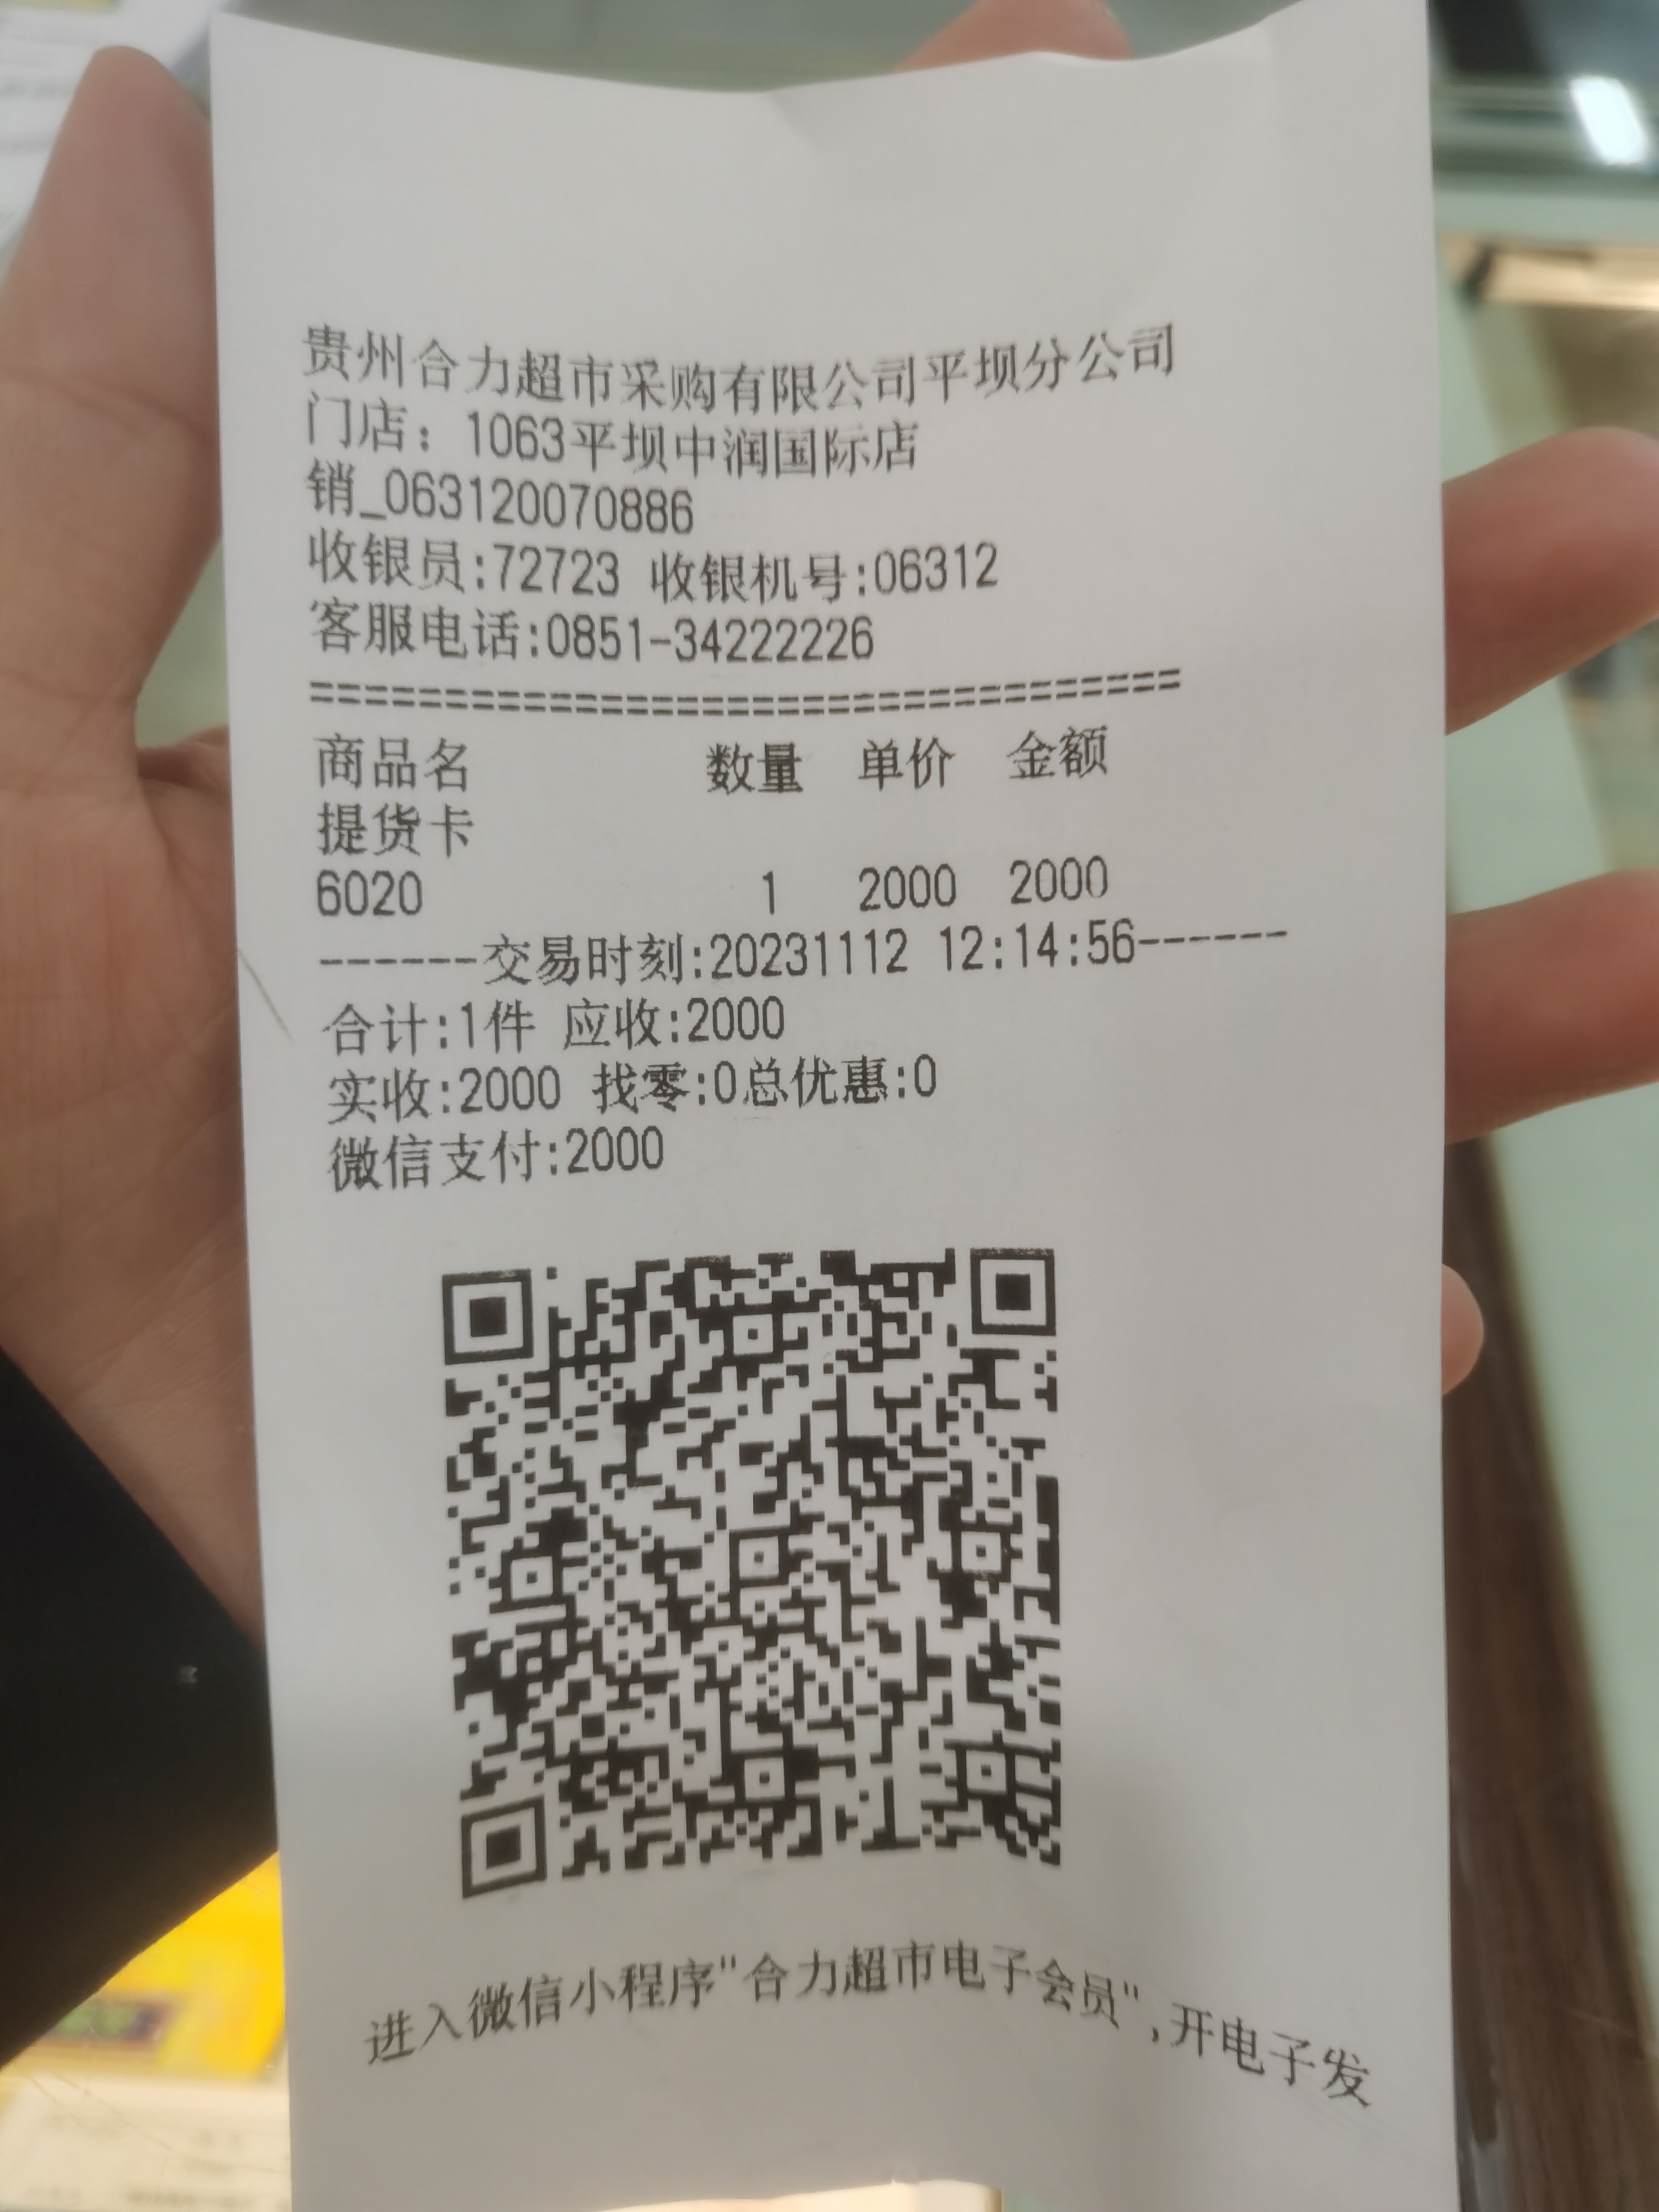 贵州合力超市采购有限公司平坝分公司
门店：1063平坝中润国际店
销_063120070886
收银员:72723 收银机号:06312
客服电话:0851-34222226
==================================
商品名 数量 单价 金额
提货卡
6020 1 2000 2000
------交易时刻:20231112 12:14:56------
合计:1件 应收:2000
实收:2000 找零:0总优惠:0
微信支付:2000
进入微信小程序"合力超市电子会员",开电子发